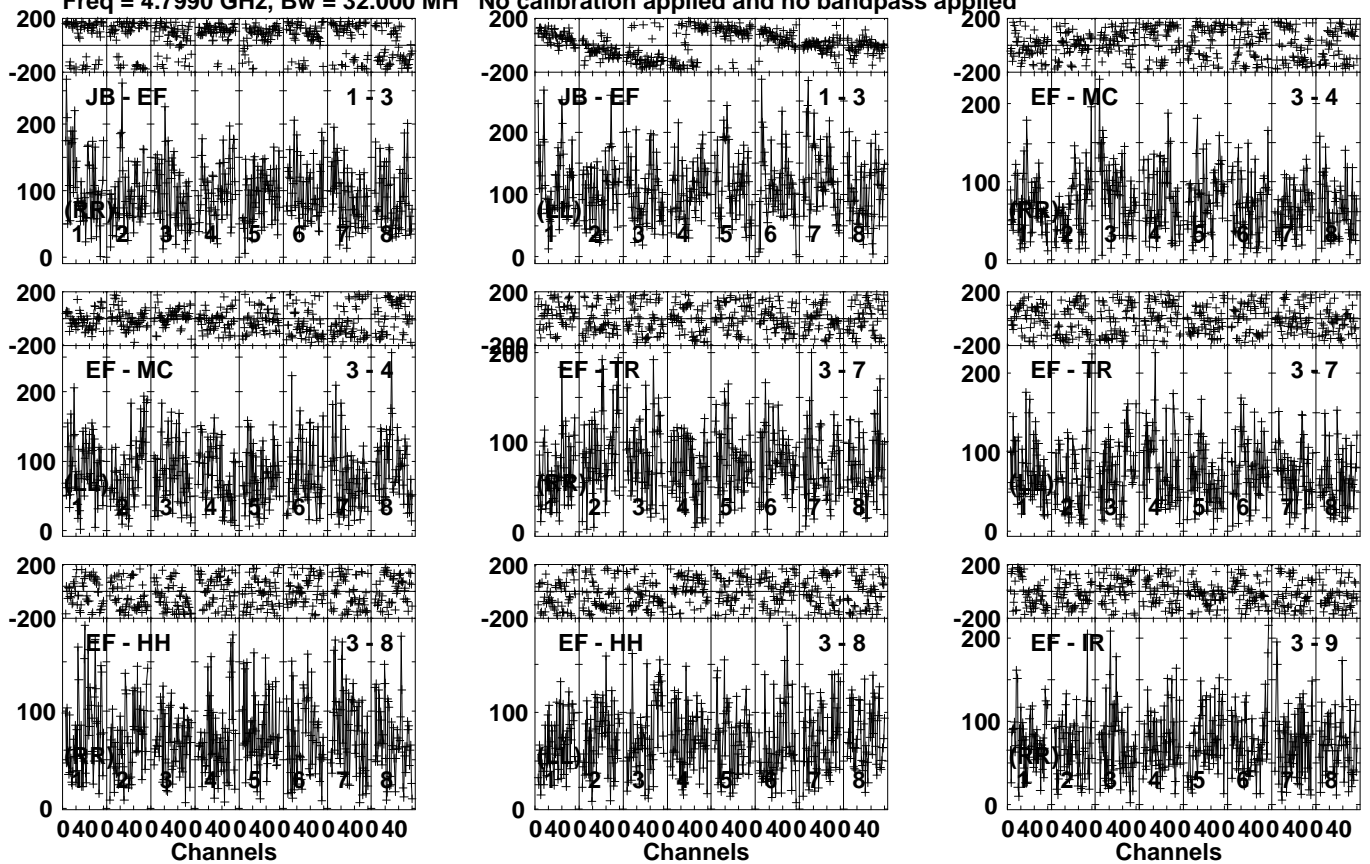 Freq = 4.7990 GHz, Bw = 32.000 MH No calibration applied and no bandpass applied
200 200 200
-200 -200 -200
JB - EF 1 - 3 JB - EF 1 - 3 EF - MC 3 - 4
200 200 200
100 100 100
(RR) (LL) (RR)
1 2 3 4 5 6 7 8 1 2 3 4 5 6 7 8 1 2 3 4 5 6 7 8
0 0 0
200 200 200
-200 -200 -200
200
EF - MC 3 - 4 EF - TR 3 - 7 EF - TR 3 - 7
200 200
100 100 100
(LL) (RR) (LL)
1 2 3 4 5 6 7 8 1 2 3 4 5 6 7 8 1 2 3 4 5 6 7 8
0 0 0
200 200 200
-200 -200 -200
EF - HH 3 - 8 EF - HH 3 - 8 EF - IR 3 - 9
200
100 100 100
(RR) (LL) (RR)
1 2 3 4 5 6 7 8 1 2 3 4 5 6 7 8 1 2 3 4 5 6 7 8
0 0 0
0 40 0 40 0 40 0 40 0 40 0 40 0 40 0 40 0 40 0 40 0 40 0 40 0 40 0 40 0 40 0 40 0 40 0 40 0 40 0 40 0 40 0 40 0 40 0 40
Channels Channels Channels